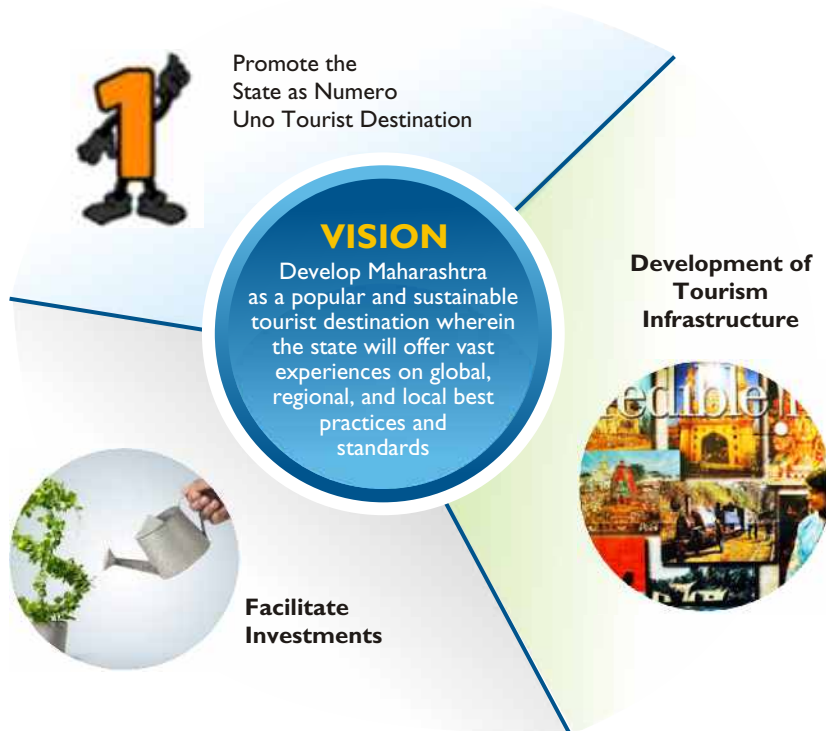 1
Promote the
State as Numero
Uno Tourist Destination
VISION
Develop Maharashtra
as a popular and sustainable
tourist destination wherein
the state will offer vast
experiences on global,
regional, and local best
practices and
standards
Development of
Tourism
Infrastructure
edible
Facilitate
Investments